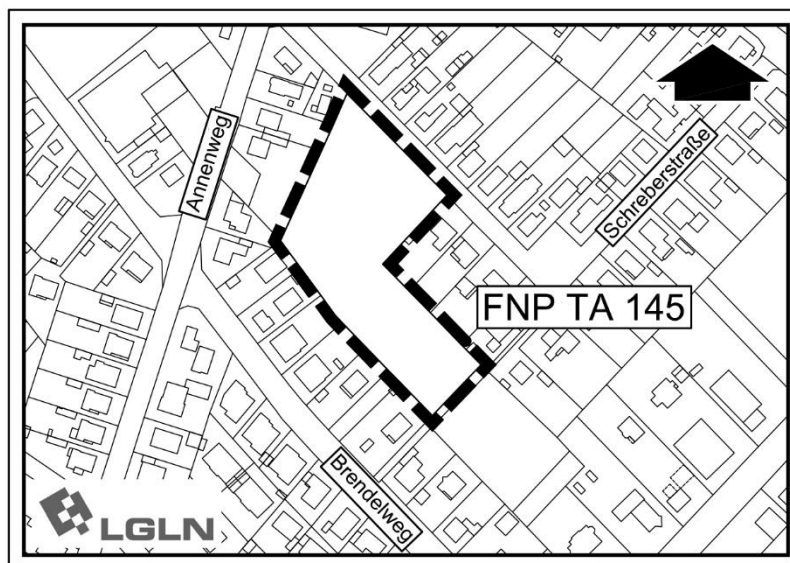 Annenweg
Schreberstraße
FNP TA 145
Brendelweg
LGLN